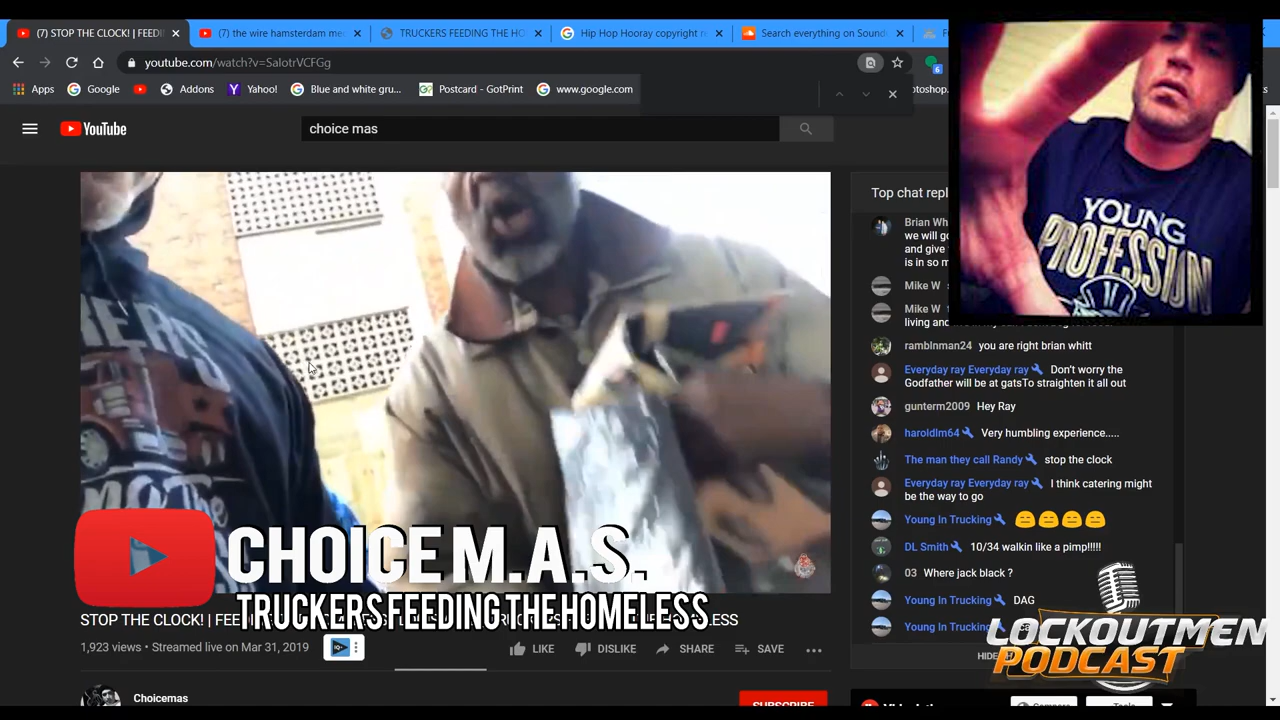 (7) STOP THE CLOCK! | FEEDI
(7) the wire hamsterdam me
TRUCKERS FEEDING THE HO
Hip Hop Hooray copyright re
Search everything on Sound
youtube.com/watch?v=SaIotrVCFGg
6
Apps
Google
Addons
Yahoo!
Blue and white gru...
Postcard - GotPrint
www.google.com
YouTube
choice mas
YOUNG
PROFESSION
Top chat repl
Brian Wh
we will go
and give
is in so m
Mike W
Mike W
ramblnman24 you are right brian whitt
Everyday ray Everyday ray Don't worry the
Godfather will be at gatsTo straighten it all out
gunterm2009 Hey Ray
haroldlm64 Very humbling experience.....
The man they call Randy stop the clock
Everyday ray Everyday ray I think catering might
be the way to go
Young In Trucking
DL Smith 10/34 walkin like a pimp!!!!!
03 Where jack black ?
Young In Trucking DAG
Young In Trucking
CHOICE M.A.S.
TRUCKERS FEEDING THE HOMELESS
LOCKOUTMEN
PODCAST
STOP THE CLOCK! | FEE
1,923 views • Streamed live on Mar 31, 2019
LIKE
DISLIKE
SHARE
SAVE
Choicemas
SUBSCRIBE